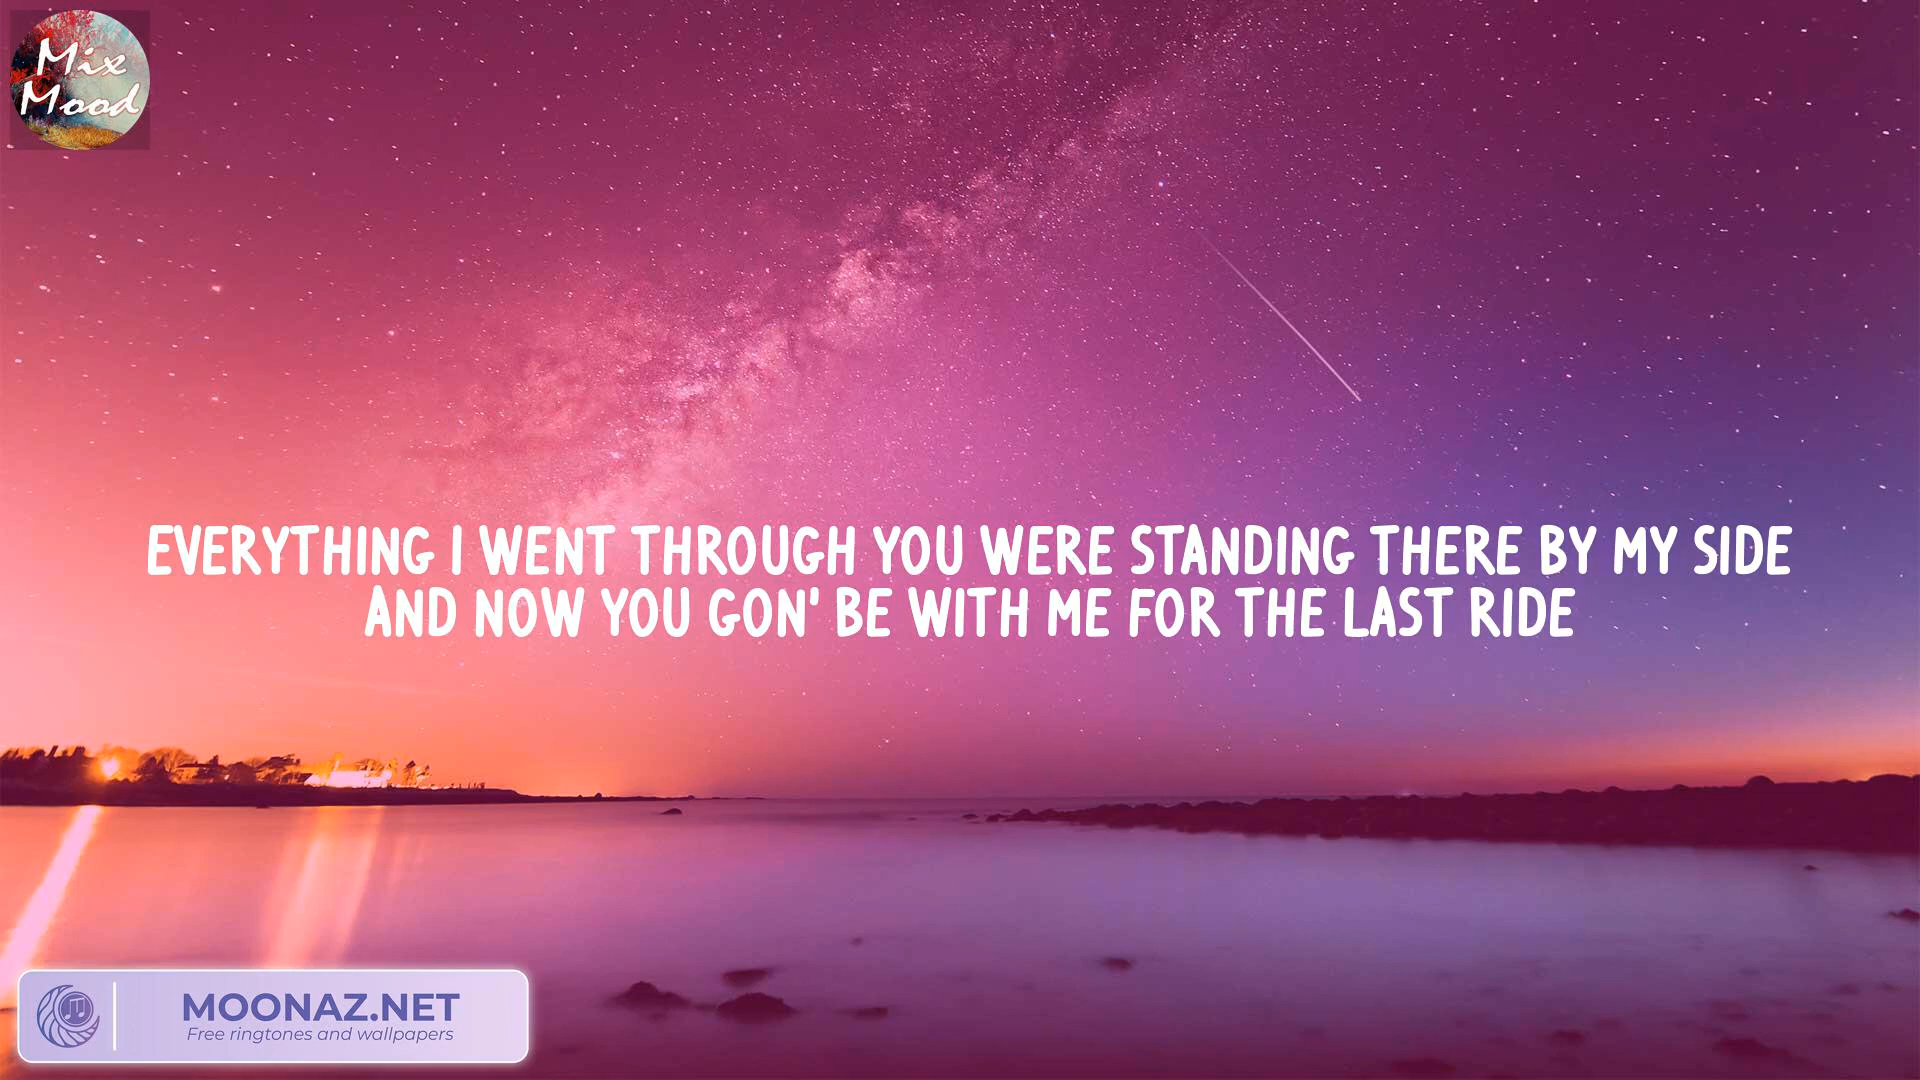 Mix
Mood
EVERYTHING I WENT THROUGH YOU WERE STANDING THERE BY MY SIDE
AND NOW YOU GON' BE WITH ME FOR THE LAST RIDE
MOONAZ.NET
Free ringtones and wallpapers